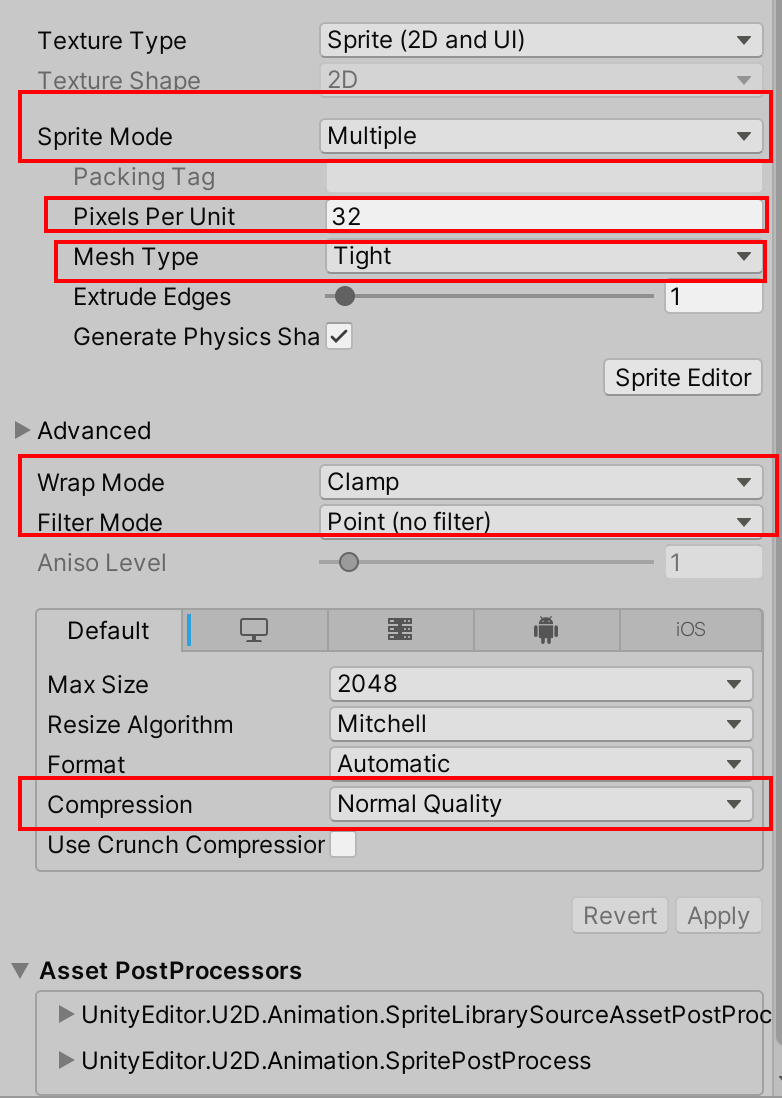 Texture Type Sprite (2D and UI)
Texture Shape 2D
Sprite Mode Multiple
Packing Tag
Pixels Per Unit 32
Mesh Type Tight
Extrude Edges 1
Generate Physics Sha
Sprite Editor
Advanced
Wrap Mode Clamp
Filter Mode Point (no filter)
Aniso Level 1
Default iOS
Max Size 2048
Resize Algorithm Mitchell
Format Automatic
Compression Normal Quality
Use Crunch Compression
Revert Apply
Asset PostProcessors
UnityEditor.U2D.Animation.SpriteLibrarySourceAssetPostProc
UnityEditor.U2D.Animation.SpritePostProcess